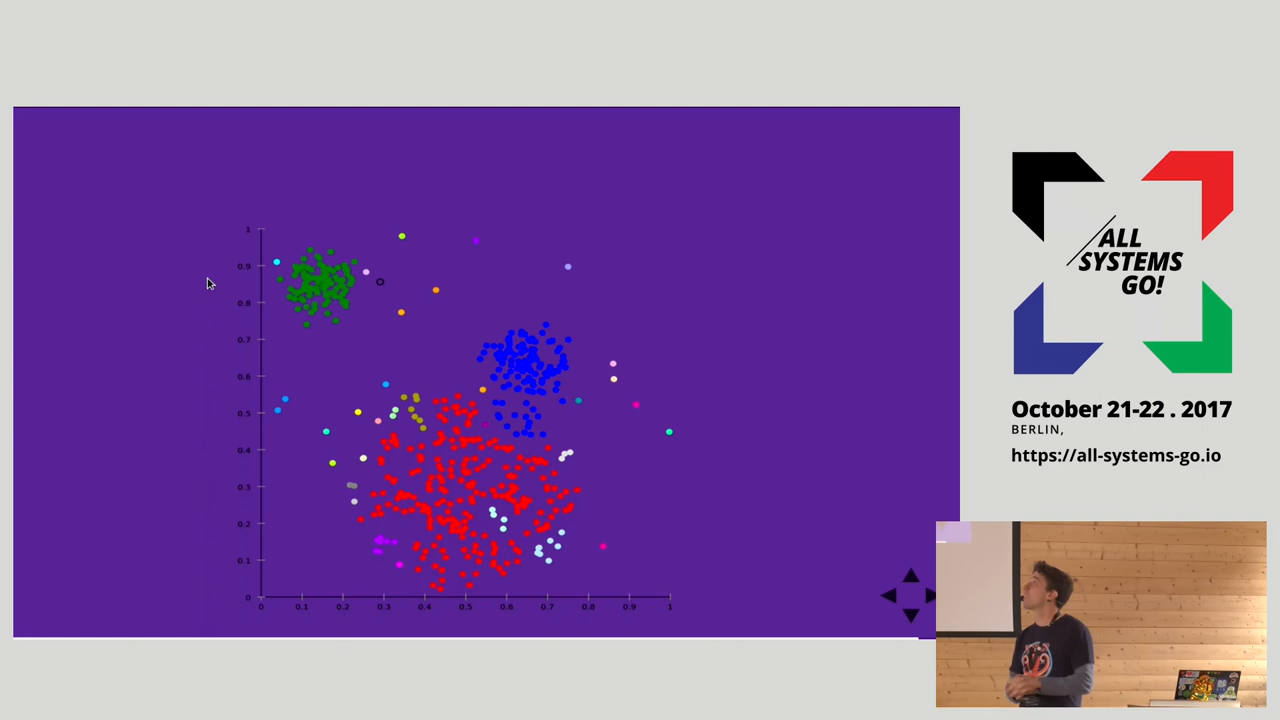 1
0.9
0.8
0.7
0.6
0.5
0.4
0.3
0.2
0.1
0
0 0.1 0.2 0.3 0.4 0.5 0.6 0.7 0.8 0.9 1
ALL
SYSTEMS
GO!
October 21-22 . 2017
BERLIN,
https://all-systems-go.io